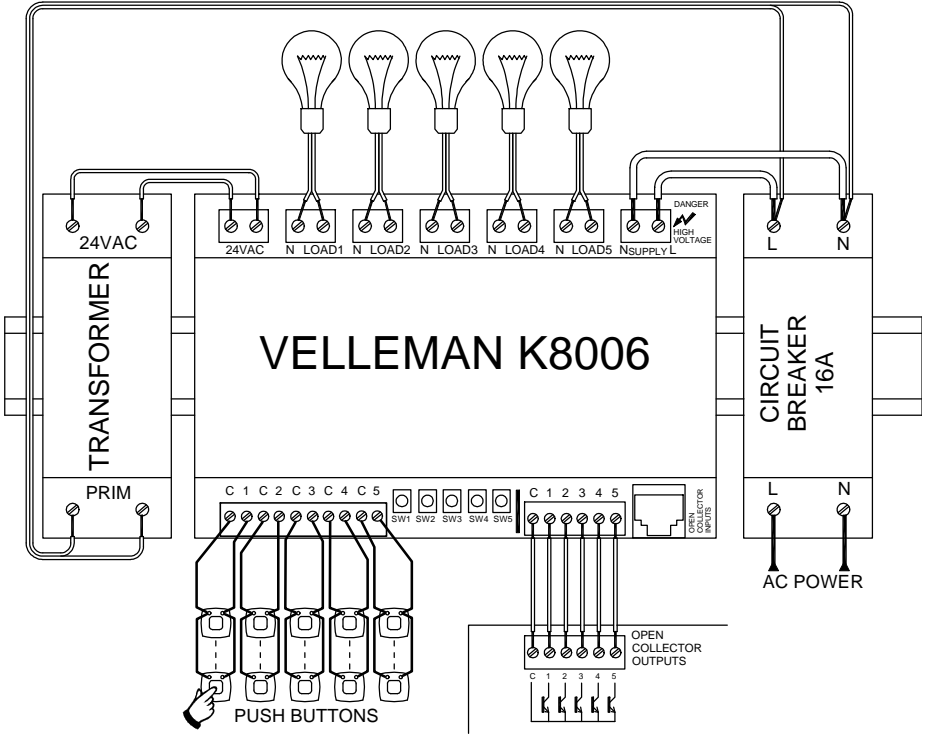 DANGER
HIGH
VOLTAGE
24VAC
24VAC
N LOAD1
N LOAD2
N LOAD3
N LOAD4
N LOAD5
N SUPPLY L
L N
TRANSFORMER
VELLEMAN K8006
CIRCUIT
BREAKER
16A
PRIM
C 1 C 2 C 3 C 4 C 5
SW1 SW2 SW3 SW4 SW5
C 1 2 3 4 5
OPEN
COLLECTOR
INPUTS
L N
AC POWER
OPEN
COLLECTOR
OUTPUTS
C 1 2 3 4 5
PUSH BUTTONS